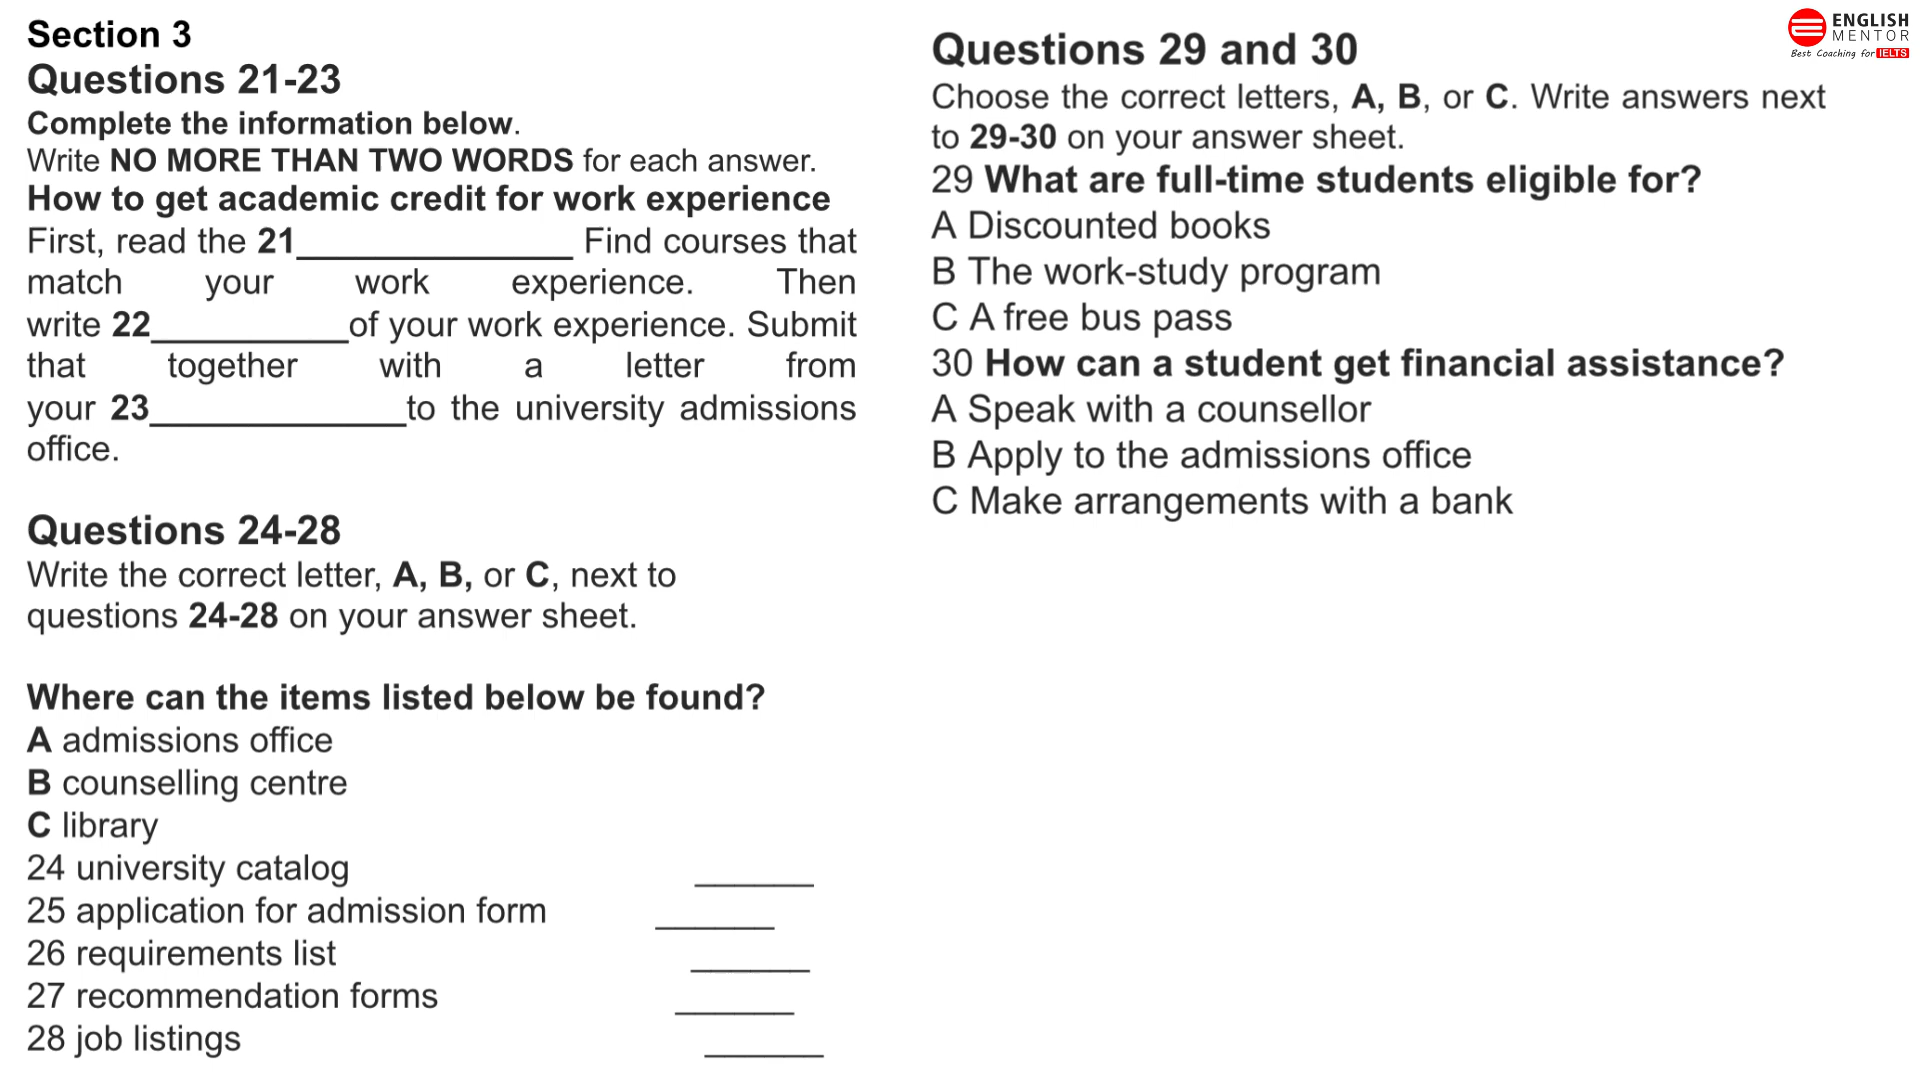 Section 3
Questions 21-23
Complete the information below.
Write NO MORE THAN TWO WORDS for each answer.
How to get academic credit for work experience
First, read the 21______________ Find courses that
match your work experience. Then
write 22__________of your work experience. Submit
that together with a letter from
your 23_____________to the university admissions
office.
Questions 24-28
Write the correct letter, A, B, or C, next to
questions 24-28 on your answer sheet.
Where can the items listed below be found?
A admissions office
B counselling centre
C library
24 university catalog ______
25 application for admission form ______
26 requirements list ______
27 recommendation forms ______
28 job listings ______
Questions 29 and 30
Choose the correct letters, A, B, or C. Write answers next
to 29-30 on your answer sheet.
29 What are full-time students eligible for?
A Discounted books
B The work-study program
C A free bus pass
30 How can a student get financial assistance?
A Speak with a counsellor
B Apply to the admissions office
C Make arrangements with a bank
ENGLISH
MENTOR
Best Coaching for IELTS